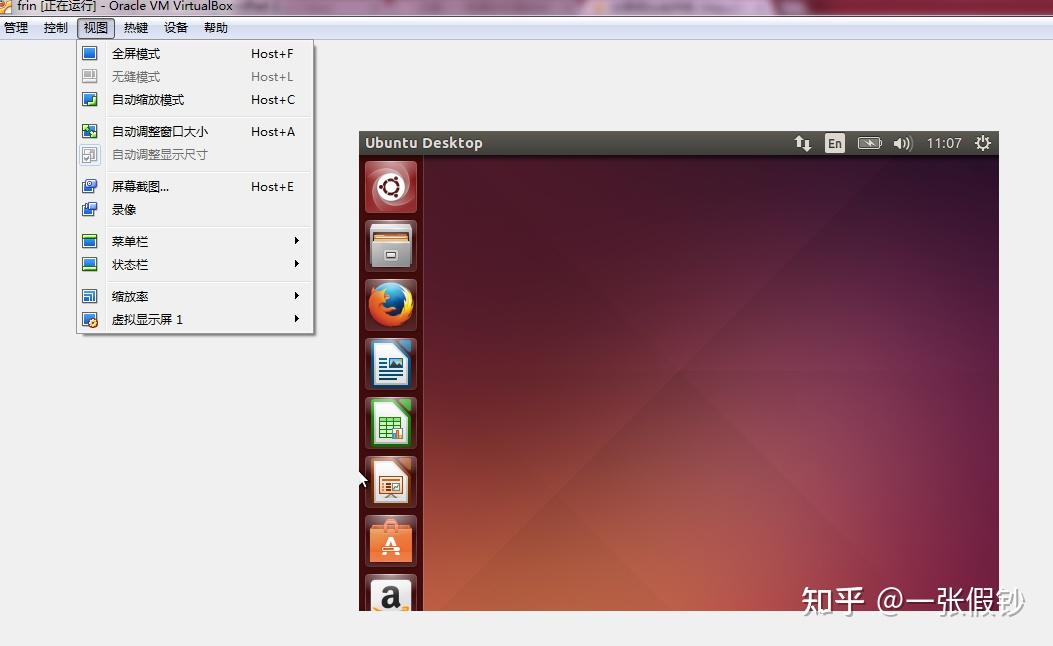 frin [正在运行] - Oracle VM VirtualBox
管理 控制 视图 热键 设备 帮助
全屏模式 Host+F
无缝模式 Host+L
自动缩放模式 Host+C
自动调整窗口大小 Host+A
自动调整显示尺寸
屏幕截图... Host+E
录像
菜单栏
状态栏
缩放率
虚拟显示屏 1
Ubuntu Desktop En 11:07
A
a
知乎 @一张假钞